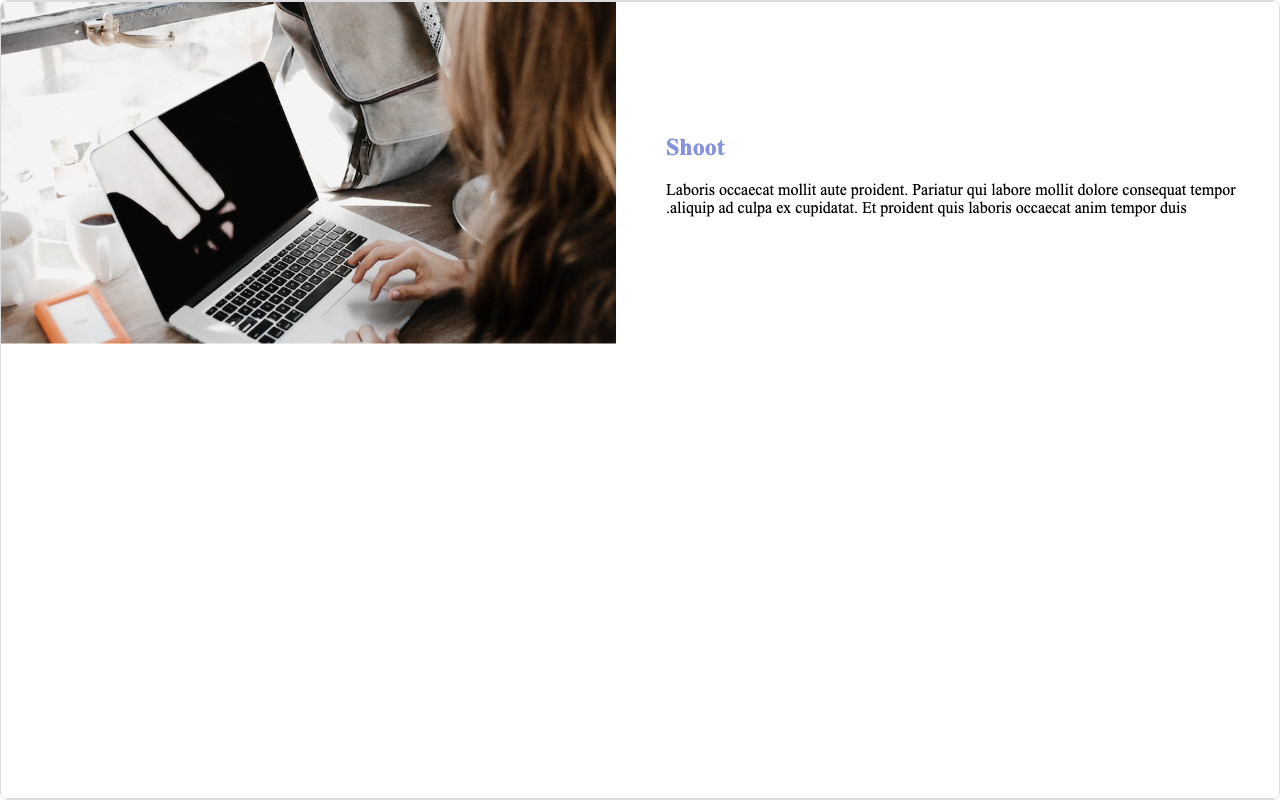 Shoot
Laboris occaecat mollit aute proident. Pariatur qui labore mollit dolore consequat tempor
.aliquip ad culpa ex cupidatat. Et proident quis laboris occaecat anim tempor duis